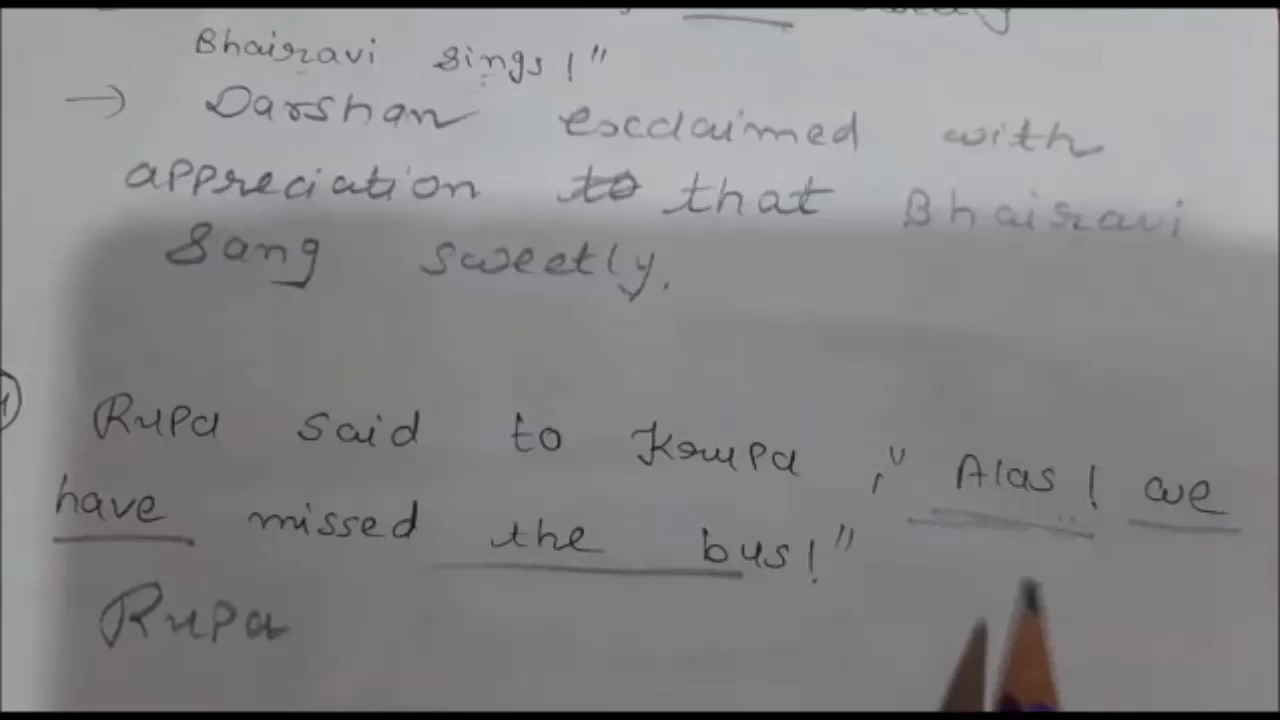 Bhairavi sings!"
→ Darshan exclaimed with
appreciation to that Bhairavi
Sang sweetly.
Rupa said to Krupa ," Alas! we
have missed the bus!"
Rupa